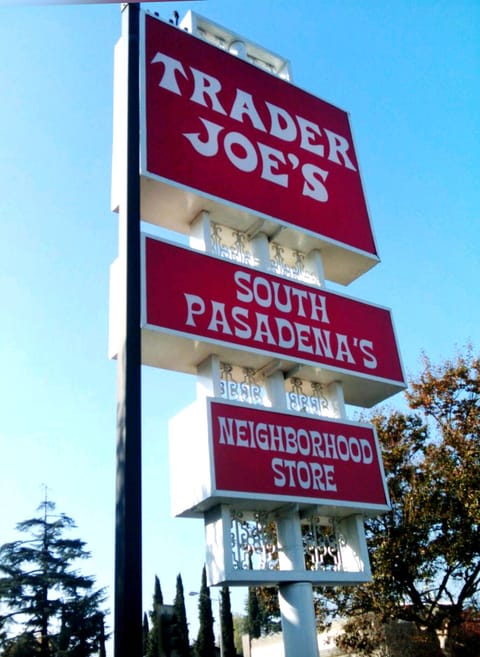 TRADER
JOE'S
SOUTH
PASADENA'S
NEIGHBORHOOD
STORE